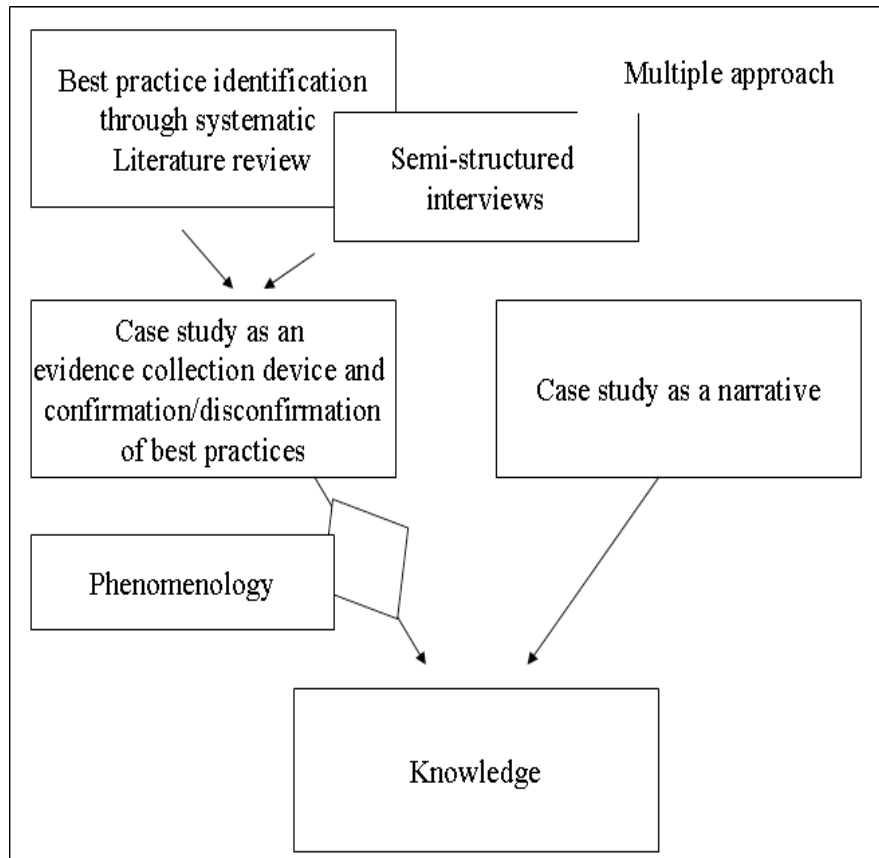 Best practice identification
through systematic
Literature review
Multiple approach
Semi-structured
interviews
Case study as an
evidence collection device and
confirmation/disconfirmation
of best practices
Case study as a narrative
Phenomenology
Knowledge